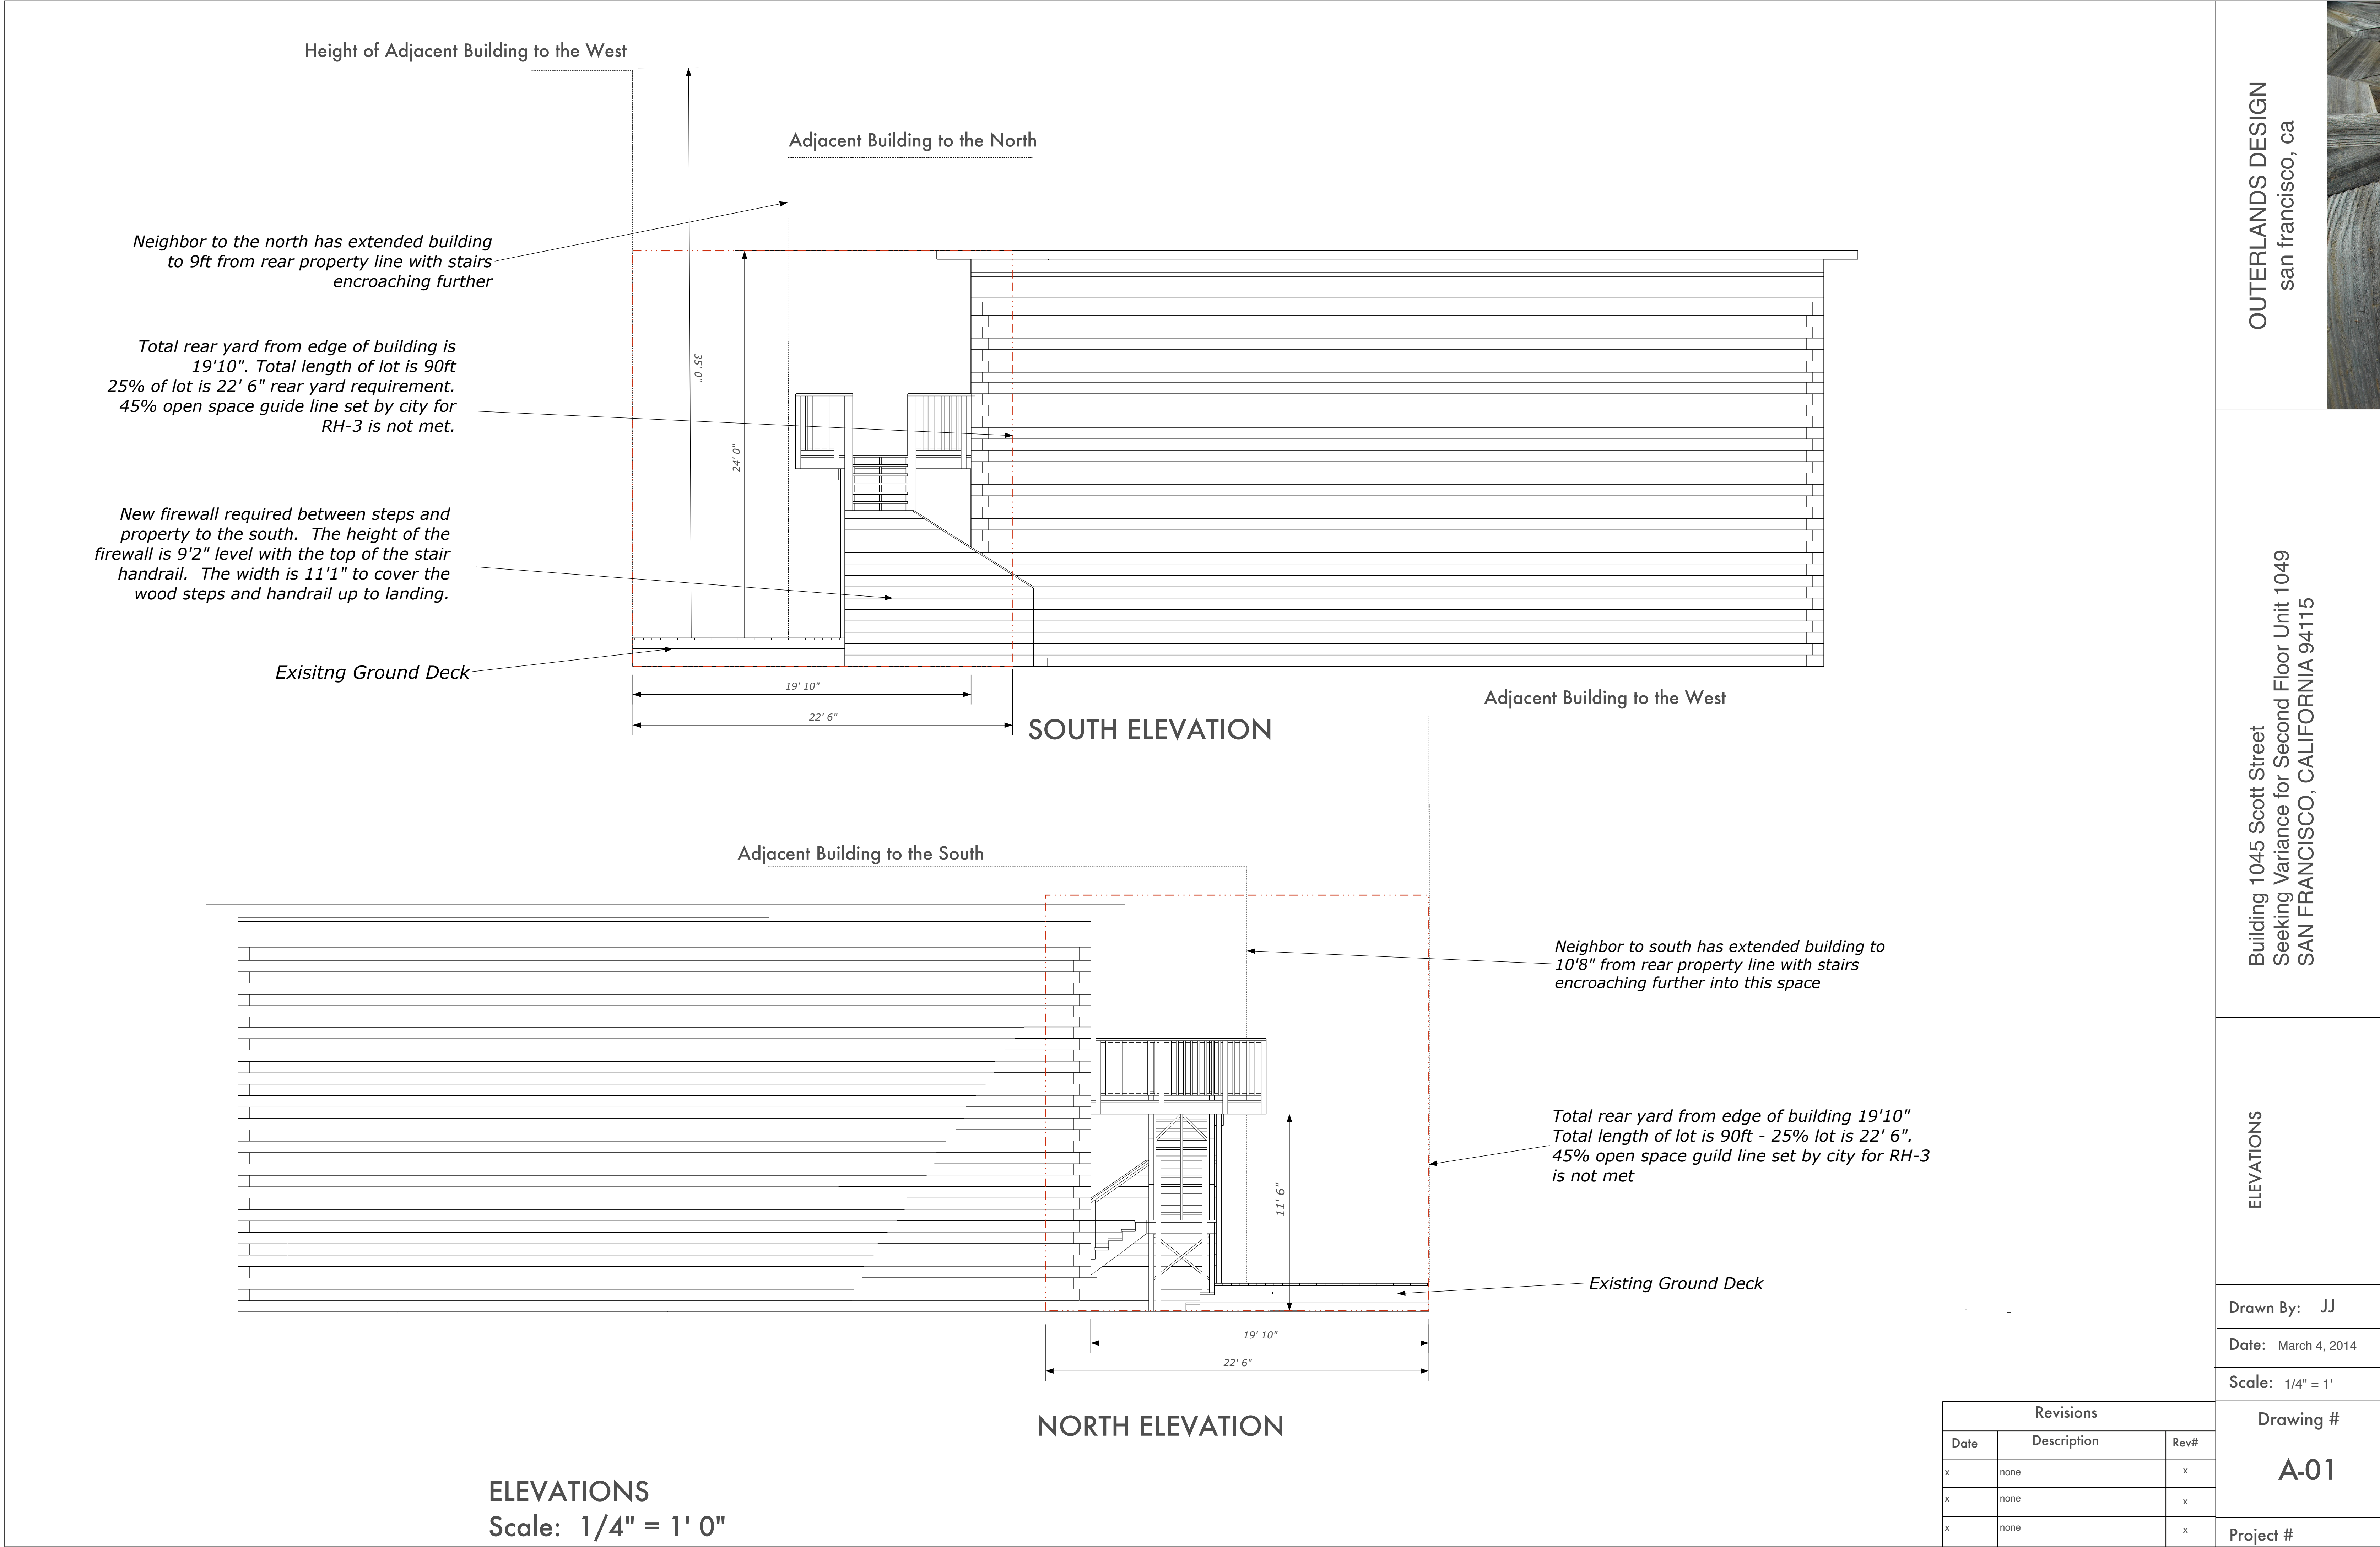 Height of Adjacent Building to the West
Adjacent Building to the North
Neighbor to the north has extended building
to 9ft from rear property line with stairs
encroaching further
Total rear yard from edge of building is
19'10". Total length of lot is 90ft
25% of lot is 22' 6" rear yard requirement.
45% open space guide line set by city for
RH-3 is not met.
New firewall required between steps and
property to the south. The height of the
firewall is 9'2" level with the top of the stair
handrail. The width is 11'1" to cover the
wood steps and handrail up to landing.
Exisitng Ground Deck
35' 0"
24' 0"
19' 10"
22' 6"
SOUTH ELEVATION
Adjacent Building to the West
Adjacent Building to the South
Neighbor to south has extended building to
10'8" from rear property line with stairs
encroaching further into this space
Total rear yard from edge of building 19'10"
Total length of lot is 90ft - 25% lot is 22' 6".
45% open space guild line set by city for RH-3
is not met
11' 6"
Existing Ground Deck
19' 10"
22' 6"
NORTH ELEVATION
ELEVATIONS
Scale: 1/4" = 1' 0"
OUTERLANDS DESIGN
san francisco, ca
Building 1045 Scott Street
Seeking Variance for Second Floor Unit 1049
SAN FRANCISCO, CALIFORNIA 94115
ELEVATIONS
Drawn By: JJ
Date: March 4, 2014
Scale: 1/4" = 1'
Drawing #
A-01
Project #
Revisions
Date Description Rev#
x none x
x none x
x none x